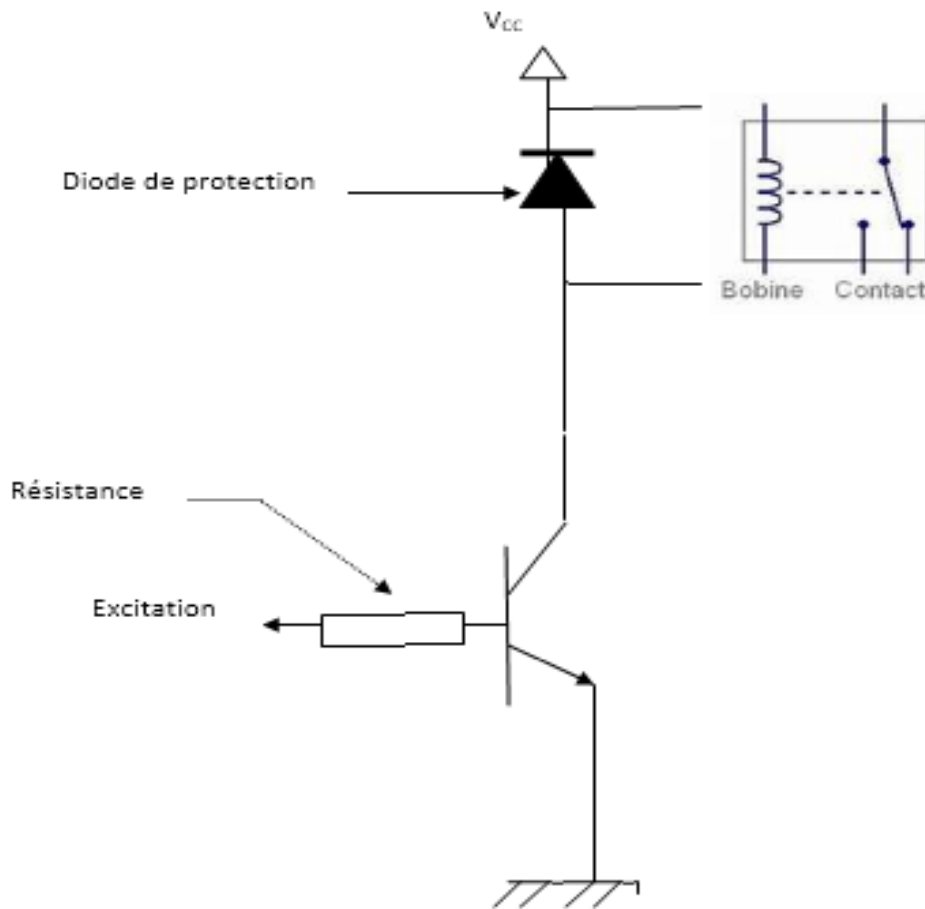 Vcc
Diode de protection
Bobine Contact
Résistance
Excitation